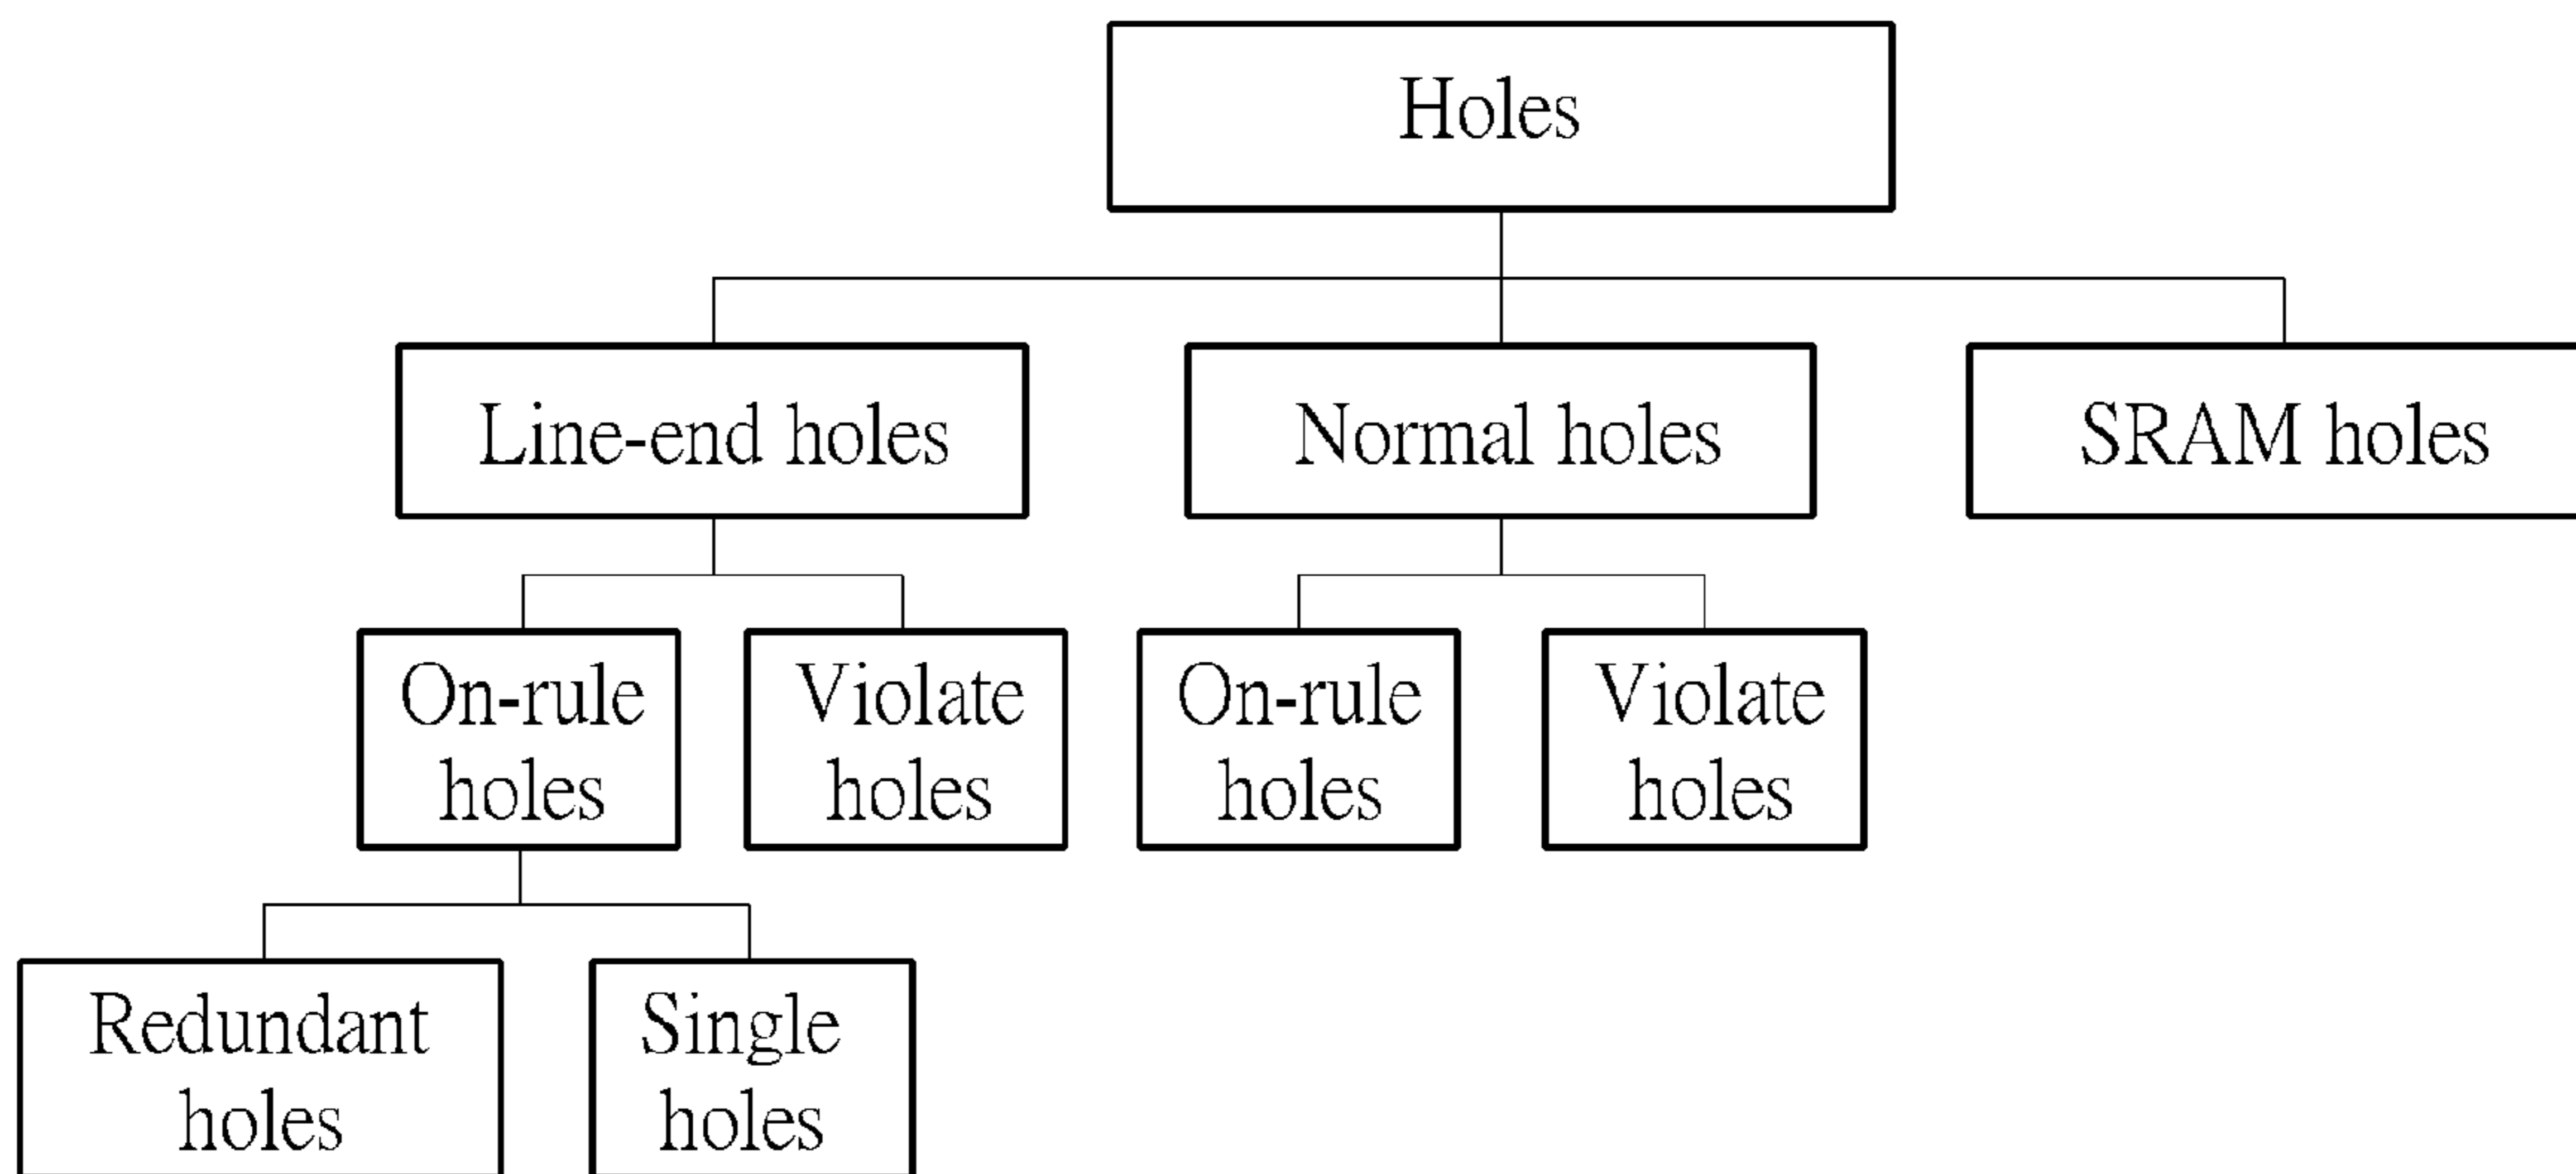 Holes
Line-end holes
Normal holes
SRAM holes
On-rule
holes
Violate
holes
On-rule
holes
Violate
holes
Redundant
holes
Single
holes